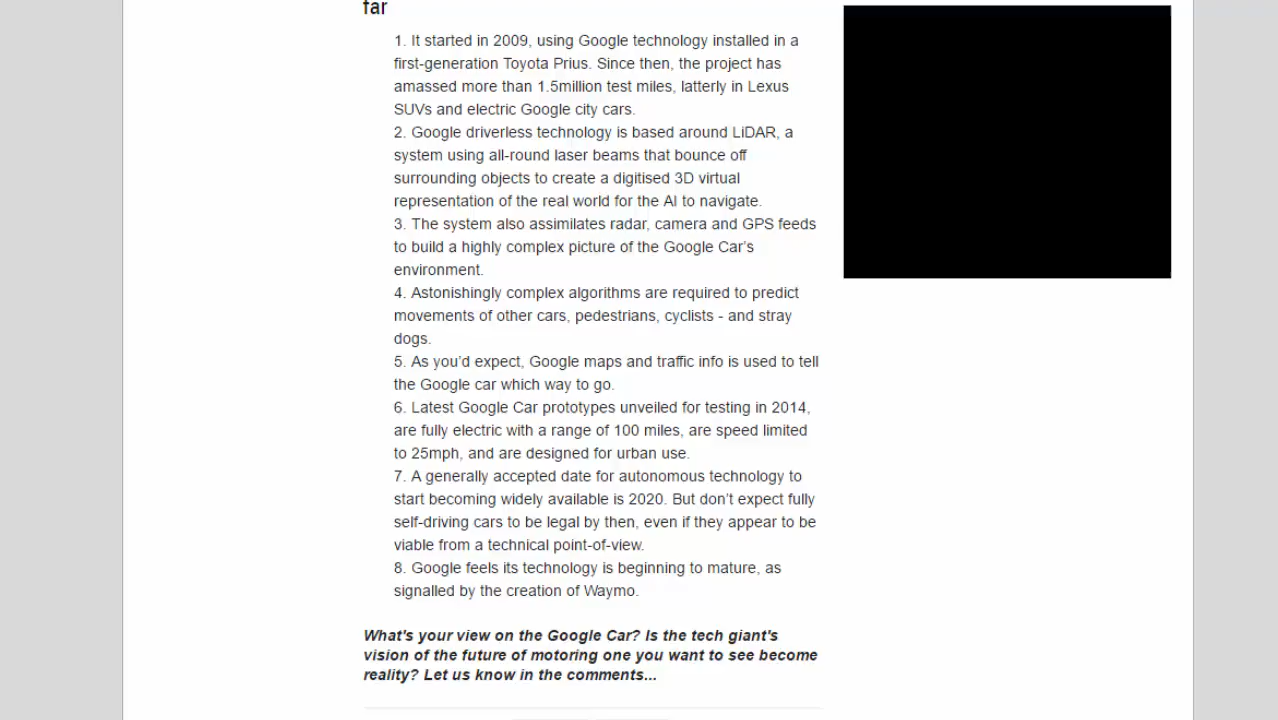 far
1. It started in 2009, using Google technology installed in a
first-generation Toyota Prius. Since then, the project has
amassed more than 1.5million test miles, latterly in Lexus
SUVs and electric Google city cars.
2. Google driverless technology is based around LiDAR, a
system using all-round laser beams that bounce off
surrounding objects to create a digitised 3D virtual
representation of the real world for the AI to navigate.
3. The system also assimilates radar, camera and GPS feeds
to build a highly complex picture of the Google Car’s
environment.
4. Astonishingly complex algorithms are required to predict
movements of other cars, pedestrians, cyclists - and stray
dogs.
5. As you’d expect, Google maps and traffic info is used to tell
the Google car which way to go.
6. Latest Google Car prototypes unveiled for testing in 2014,
are fully electric with a range of 100 miles, are speed limited
to 25mph, and are designed for urban use.
7. A generally accepted date for autonomous technology to
start becoming widely available is 2020. But don’t expect fully
self-driving cars to be legal by then, even if they appear to be
viable from a technical point-of-view.
8. Google feels its technology is beginning to mature, as
signalled by the creation of Waymo.
What's your view on the Google Car? Is the tech giant's
vision of the future of motoring one you want to see become
reality? Let us know in the comments...